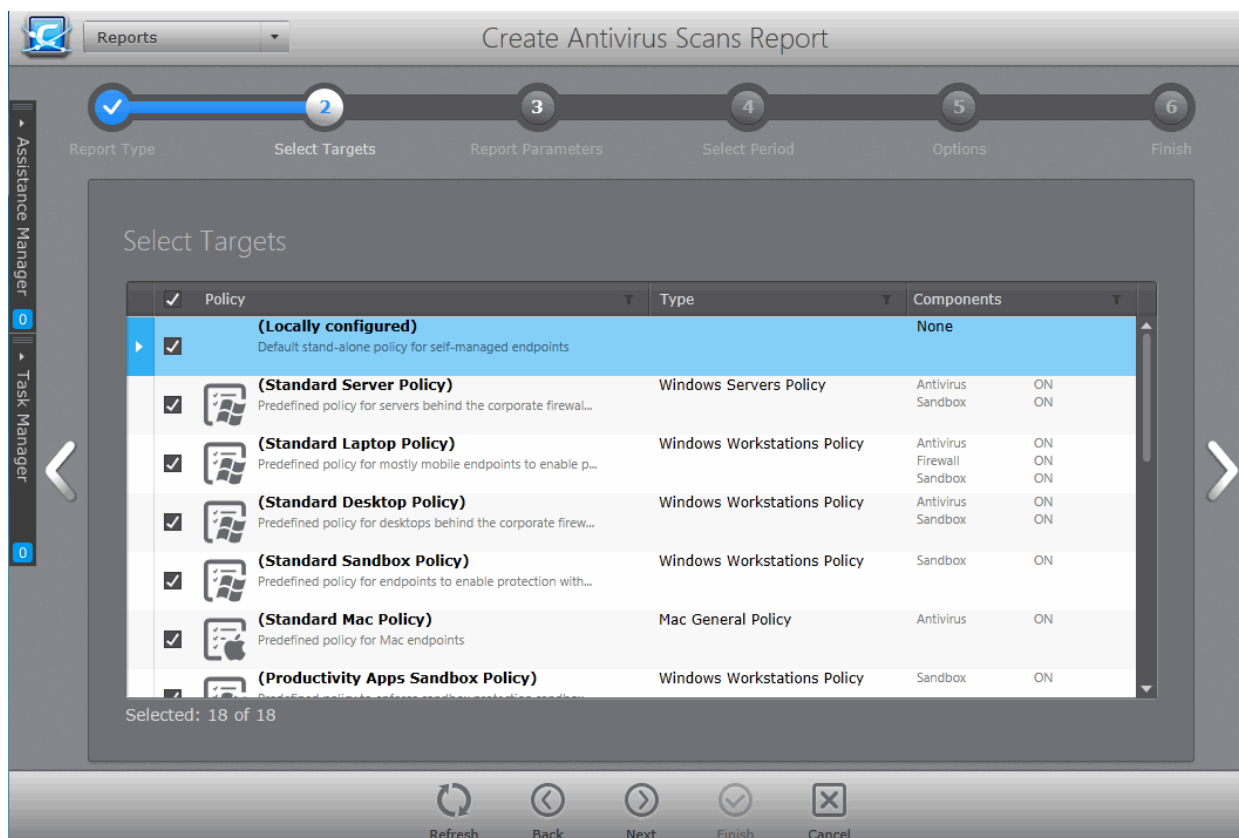 Reports
Create Antivirus Scans Report
2
3
4
5
6
Report Type
Select Targets
Report Parameters
Select Period
Options
Finish
Assistance Manager
0
Task Manager
0
Select Targets
Policy
Type
Components
(Locally configured)
None
Default stand-alone policy for self-managed endpoints
(Standard Server Policy)
Windows Servers Policy
Antivirus ON
Predefined policy for servers behind the corporate firewal...
Sandbox ON
(Standard Laptop Policy)
Windows Workstations Policy
Antivirus ON
Predefined policy for mostly mobile endpoints to enable p...
Firewall ON
Sandbox ON
(Standard Desktop Policy)
Windows Workstations Policy
Antivirus ON
Predefined policy for desktops behind the corporate firew...
Sandbox ON
(Standard Sandbox Policy)
Windows Workstations Policy
Sandbox ON
Predefined policy for endpoints to enable protection with...
(Standard Mac Policy)
Mac General Policy
Antivirus ON
Predefined policy for Mac endpoints
(Productivity Apps Sandbox Policy)
Windows Workstations Policy
Sandbox ON
Predefined policy to enforce sandbox protection sandbox
Selected: 18 of 18
Refresh
Back
Next
Finish
Cancel